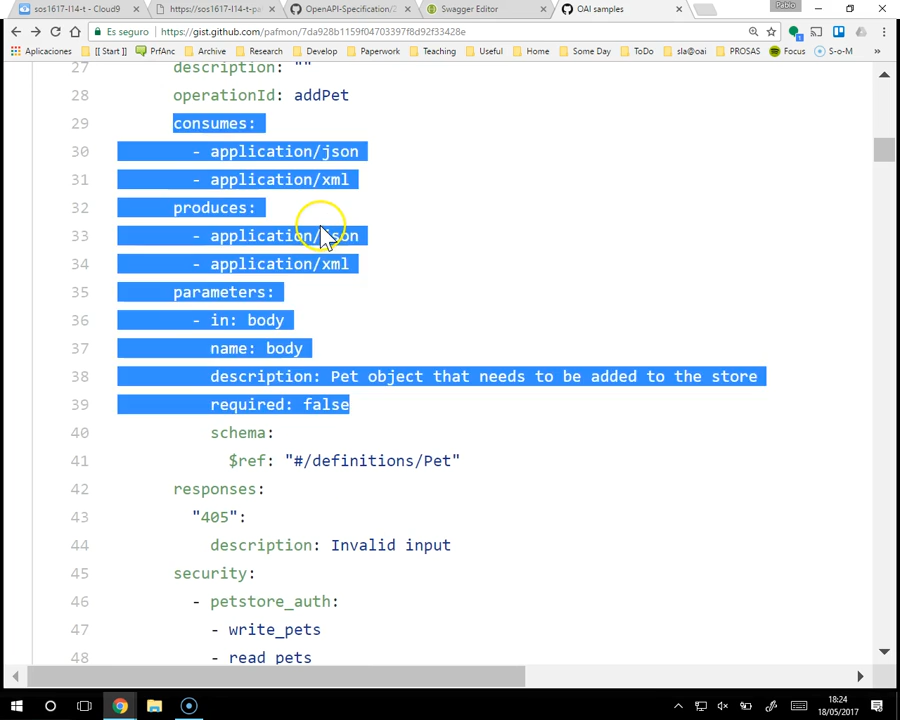 Pablo
sos1617-l14-t - Cloud9
https://sos1617-l14-t-pa
OpenAPI-Specification/2
Swagger Editor
OAI samples
Es seguro
https://gist.github.com/pafmon/7da928b1159f04703397f8d92f33428e
Aplicaciones
[[ Start ]]
PrfAnc
Archive
Research
Develop
Paperwork
Teaching
Useful
Home
Some Day
ToDo
sla@oai
PROSAS
Focus
S-o-M
»
27 description: ""
28 operationId: addPet
29 consumes:
30 - application/json
31 - application/xml
32 produces:
33 - application/json
34 - application/xml
35 parameters:
36 - in: body
37 name: body
38 description: Pet object that needs to be added to the store
39 required: false
40 schema:
41 $ref: "#/definitions/Pet"
42 responses:
43 "405":
44 description: Invalid input
45 security:
46 - petstore_auth:
47 - write_pets
48 - read_pets
18:24
18/05/2017